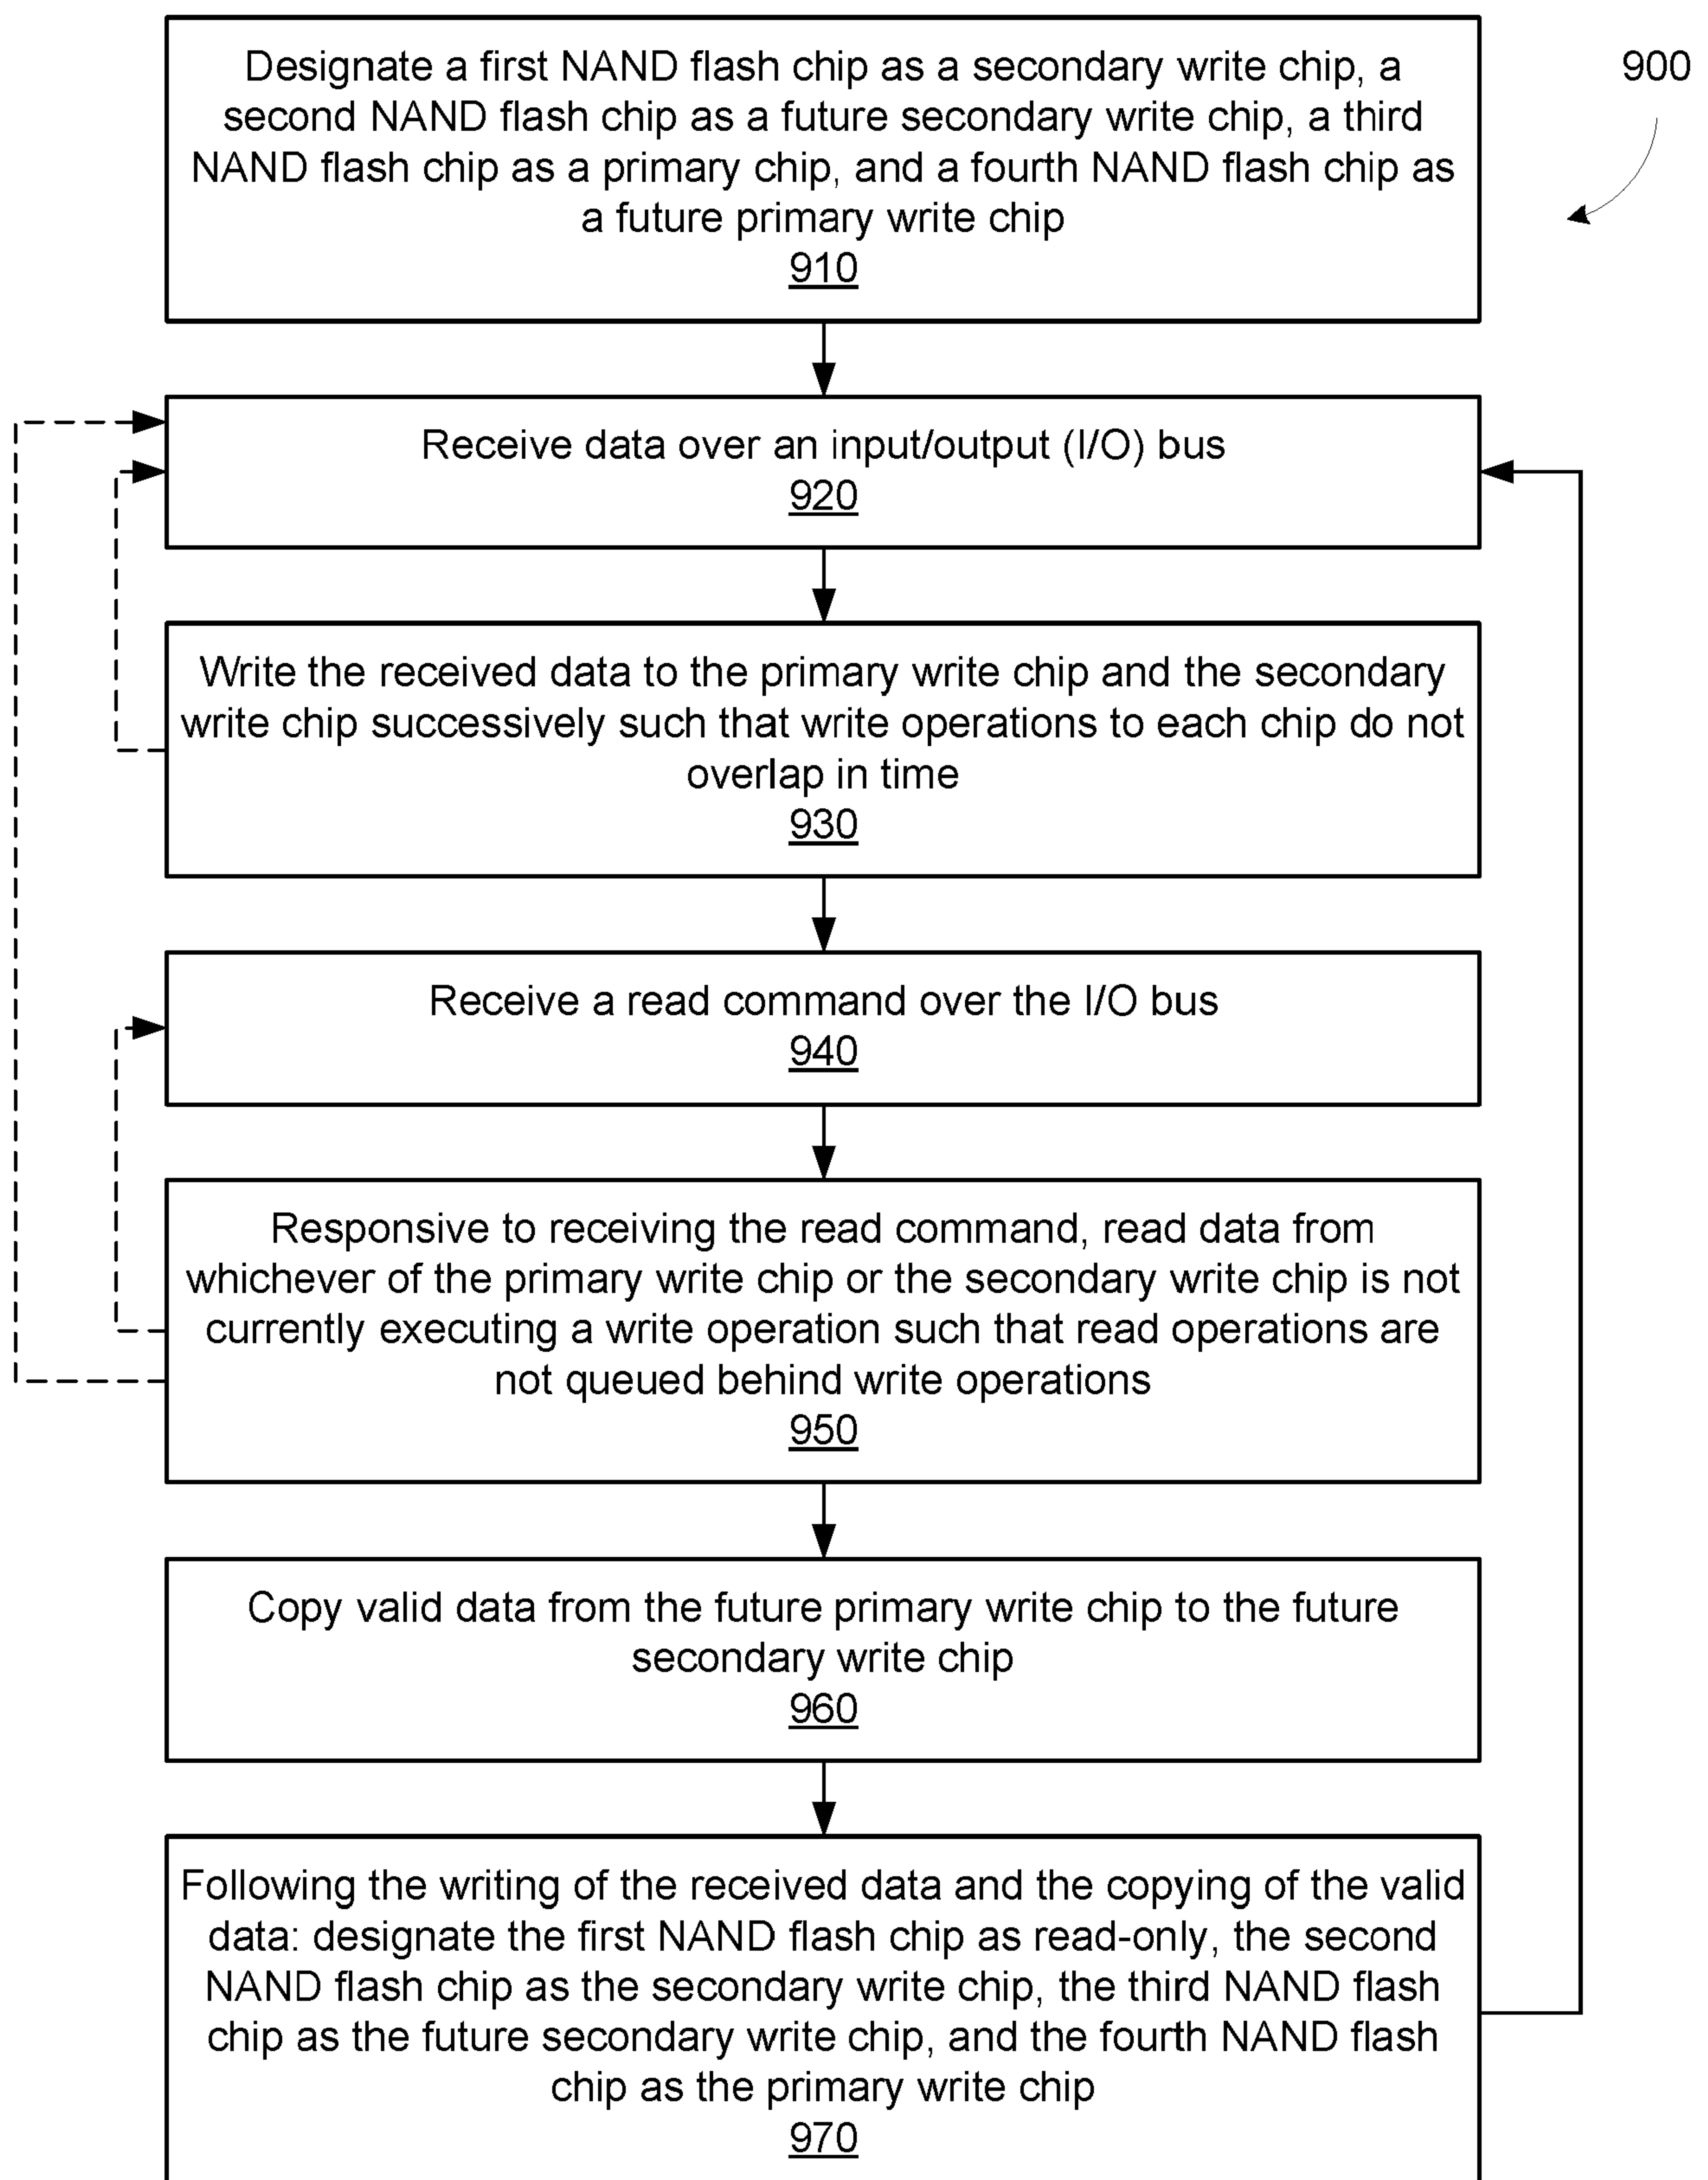 Designate a first NAND flash chip as a secondary write chip, a
second NAND flash chip as a future secondary write chip, a third
NAND flash chip as a primary chip, and a fourth NAND flash chip as
a future primary write chip
910
900
Receive data over an input/output (I/O) bus
920
Write the received data to the primary write chip and the secondary
write chip successively such that write operations to each chip do not
overlap in time
930
Receive a read command over the I/O bus
940
Responsive to receiving the read command, read data from
whichever of the primary write chip or the secondary write chip is not
currently executing a write operation such that read operations are
not queued behind write operations
950
Copy valid data from the future primary write chip to the future
secondary write chip
960
Following the writing of the received data and the copying of the valid
data: designate the first NAND flash chip as read-only, the second
NAND flash chip as the secondary write chip, the third NAND flash
chip as the future secondary write chip, and the fourth NAND flash
chip as the primary write chip
970